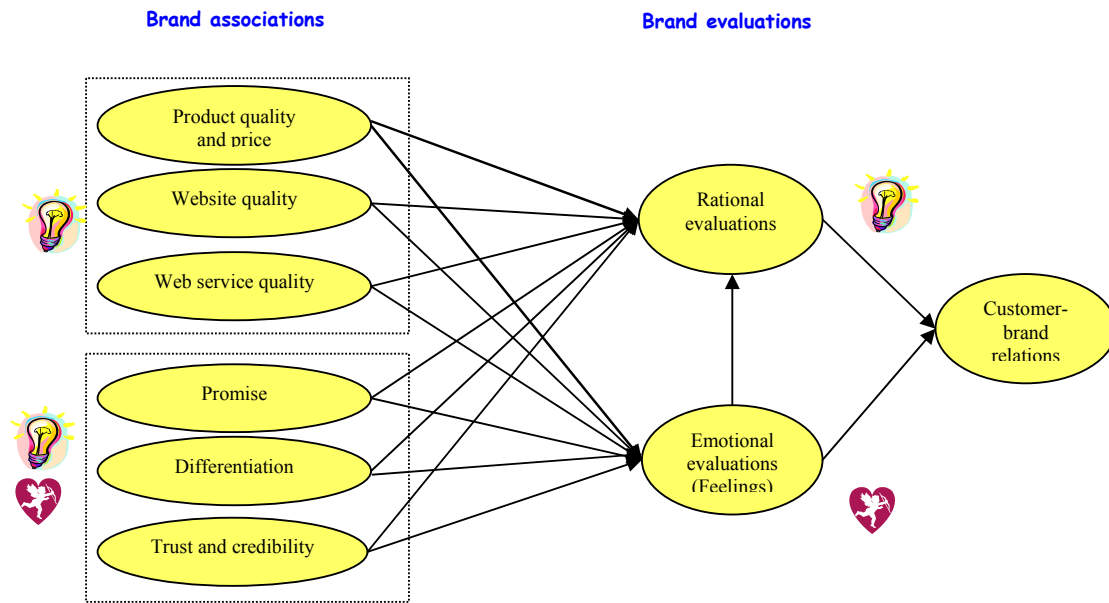 Brand associations
Brand evaluations
Product quality
and price
Website quality
Web service quality
Promise
Differentiation
Trust and credibility
Rational
evaluations
Emotional
evaluations
(Feelings)
Customer-
brand
relations